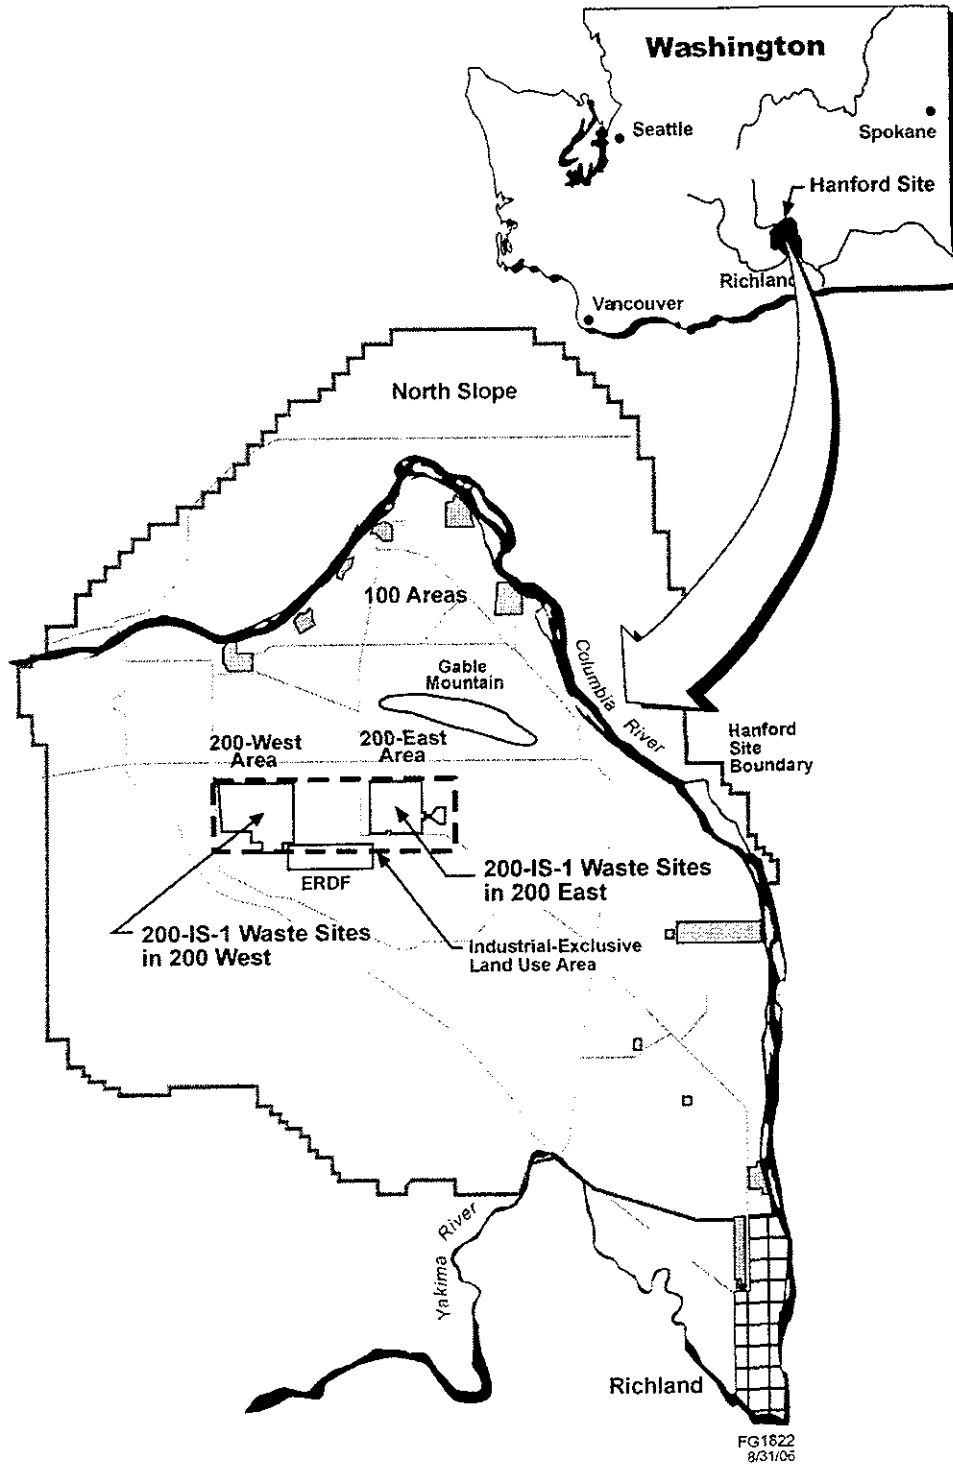 Washington
Seattle
Spokane
Hanford Site
Richland
Vancouver
North Slope
100 Areas
Gable
Mountain
Columbia River
200-West
Area
200-East
Area
Hanford
Site
Boundary
200-IS-1 Waste Sites
in 200 East
ERDF
200-IS-1 Waste Sites
in 200 West
Industrial-Exclusive
Land Use Area
Yakima River
Richland
FG1822
8/31/06